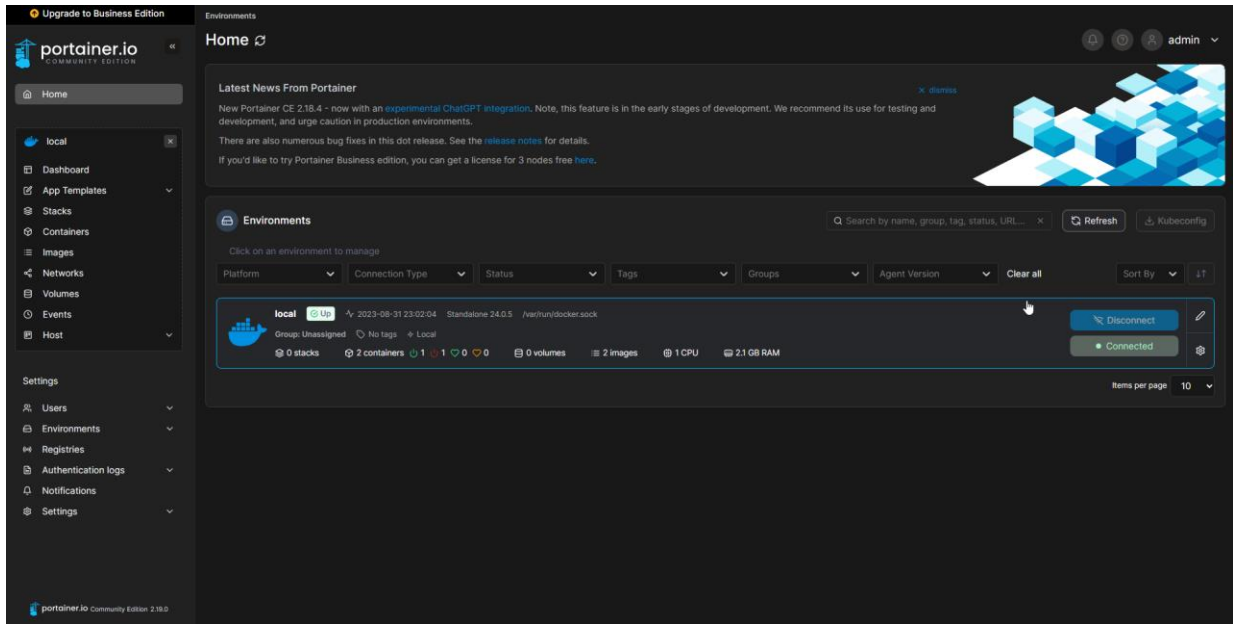 Upgrade to Business Edition
portainer.io
COMMUNITY EDITION
Home
local
Dashboard
App Templates
Stacks
Containers
Images
Networks
Volumes
Events
Host
Settings
Users
Environments
Registries
Authentication logs
Notifications
Settings
portainer.io Community Edition 2.19.0
Environments
Home
admin
Latest News From Portainer
dismiss
New Portainer CE 2.18.4 - now with an experimental ChatGPT integration. Note, this feature is in the early stages of development. We recommend its use for testing and
development, and urge caution in production environments.
There are also numerous bug fixes in this dot release. See the release notes for details.
If you'd like to try Portainer Business edition, you can get a license for 3 nodes free here.
Environments
Search by name, group, tag, status, URL...
Refresh
Kubeconfig
Click on an environment to manage
Platform Connection Type Status Tags Groups Agent Version Clear all Sort By
local Up 2023-08-31 23:02:04 Standalone 24.0.5 /var/run/docker.sock
Group: Unassigned No tags Local
0 stacks 2 containers 1 1 0 0 0 volumes 2 images 1 CPU 2.1 GB RAM
Disconnect
Connected
Items per page 10